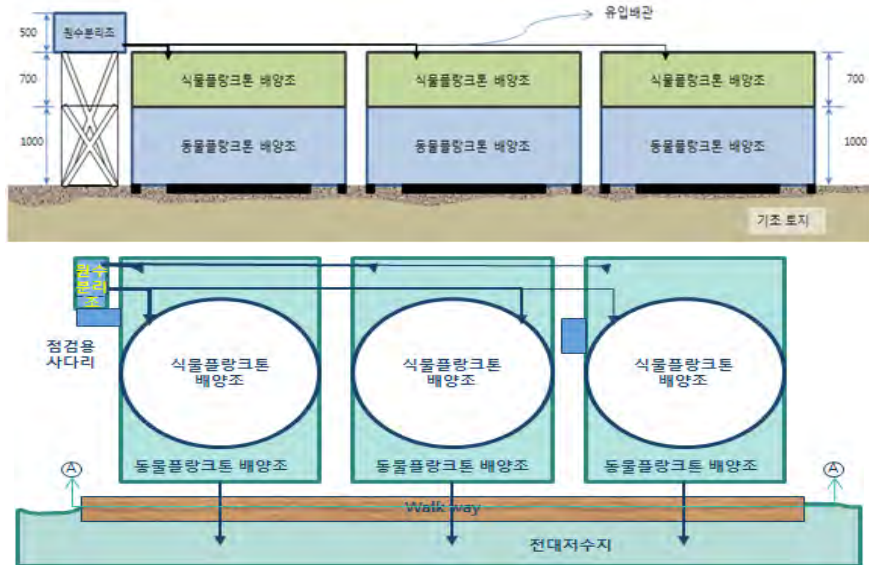 유입배관
500
원수분리조
700
식물플랑크톤 배양조
식물플랑크톤 배양조
식물플랑크톤 배양조
700
1000
동물플랑크톤 배양조
동물플랑크톤 배양조
동물플랑크톤 배양조
1000
기조 토지
원수
분리
조
점검용
사다리
식물플랑크톤
배양조
식물플랑크톤
배양조
식물플랑크톤
배양조
동물플랑크톤 배양조
동물플랑크톤 배양조
동물플랑크톤 배양조
A
A
Walk way
전대저수지